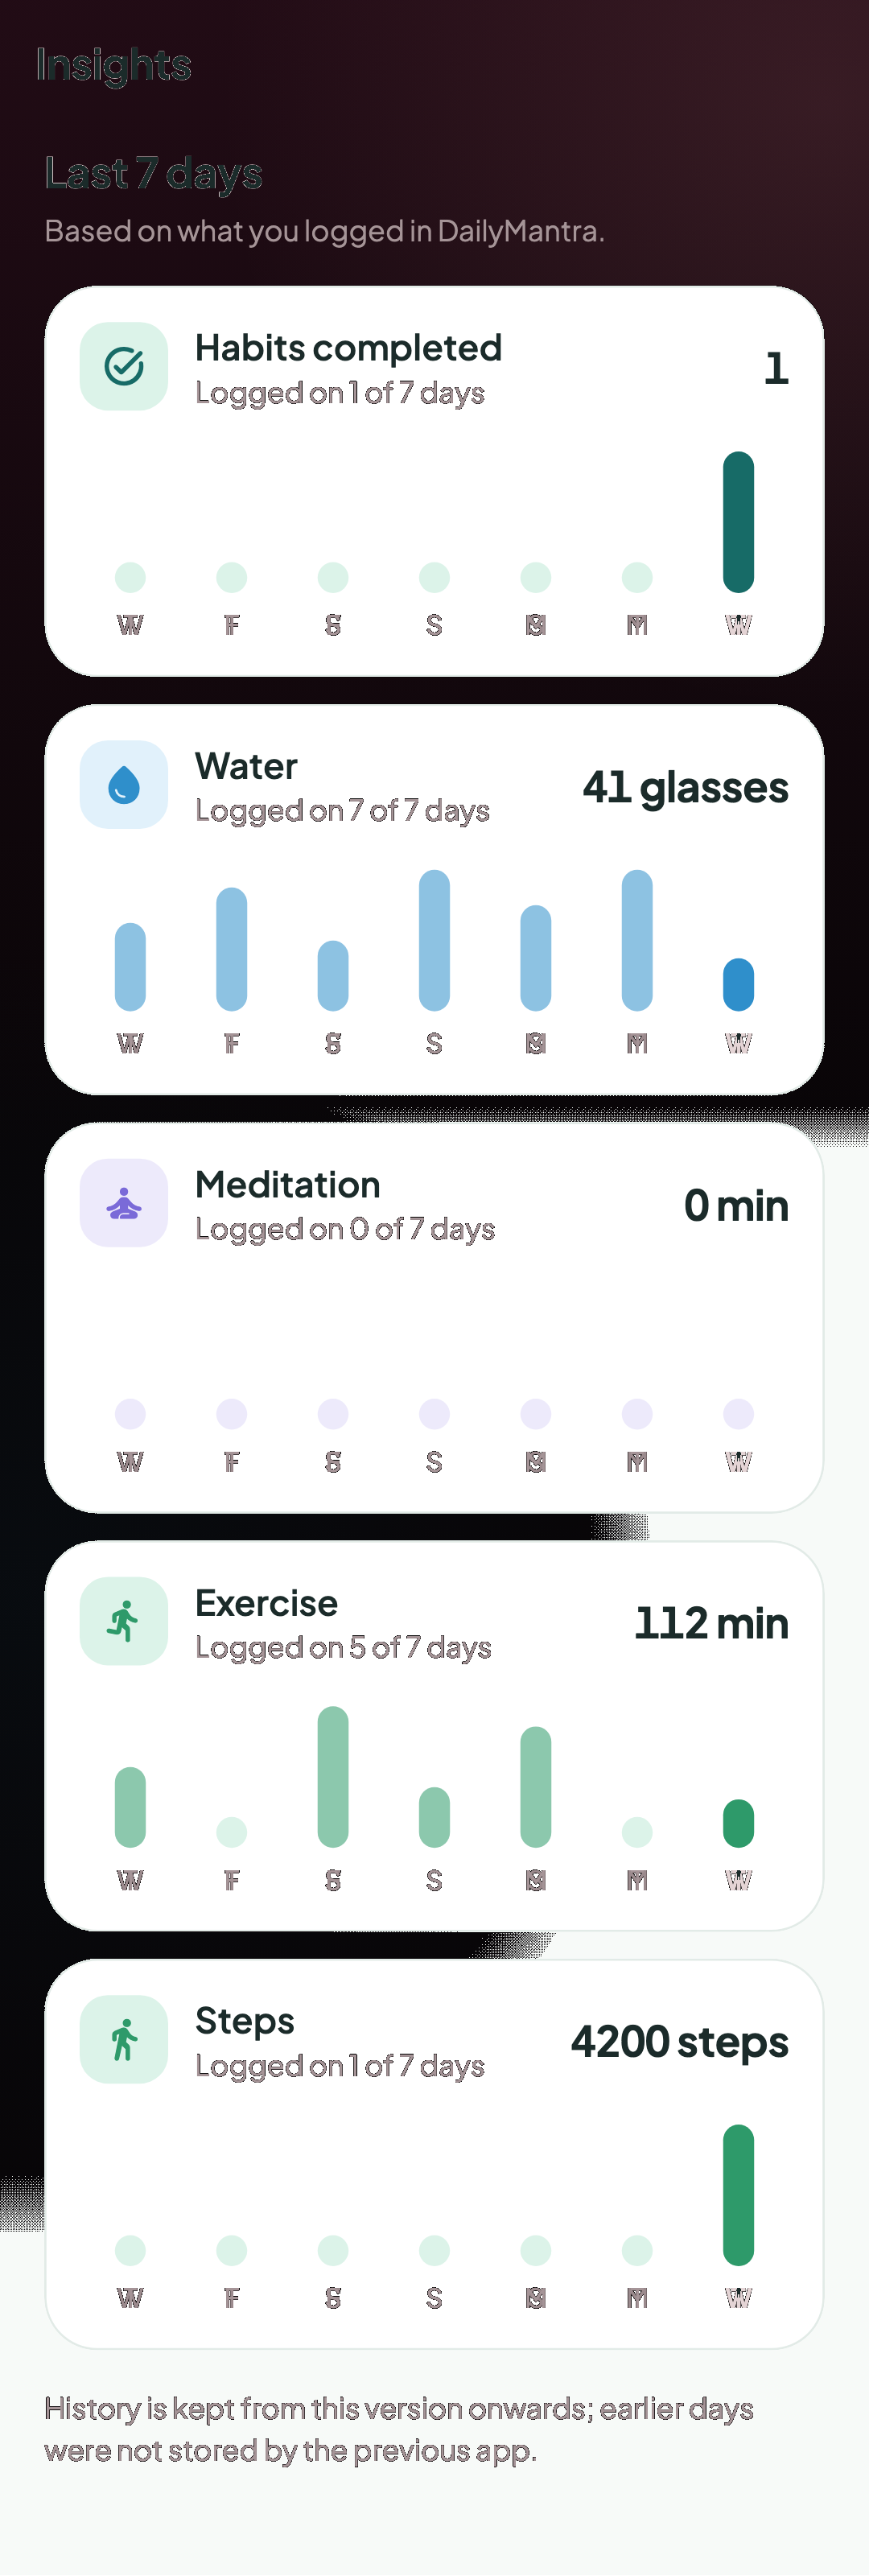 Insights
Last 7 days
Based on what you logged in DailyMantra.
Habits completed
1
Logged on 1 of 7 days
S
Water
41 glasses
Logged on 7 of 7 days
S
Meditation
0 min
Logged on 0 of 7 days
S
Exercise
112 min
Logged on 5 of 7 days
S
Steps
4200 steps
Logged on 1 of 7 days
S
History is kept from this version onwards; earlier days
were not stored by the previous app.